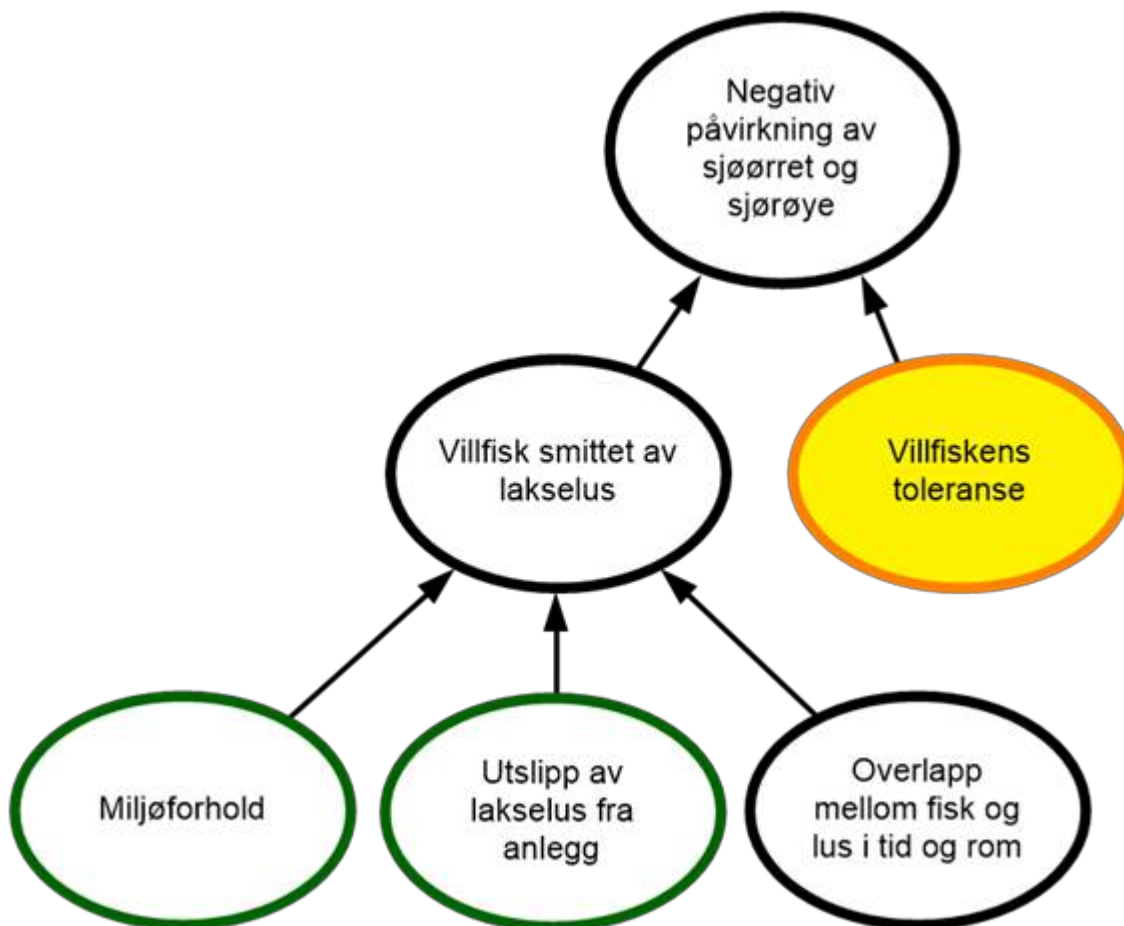 Negativ
påvirkning av
sjøørret og
sjørøye
Villfisk smittet av
lakselus
Villfiskens
toleranse
Miljøforhold
Utslipp av
lakselus fra
anlegg
Overlapp
mellom fisk og
lus i tid og rom